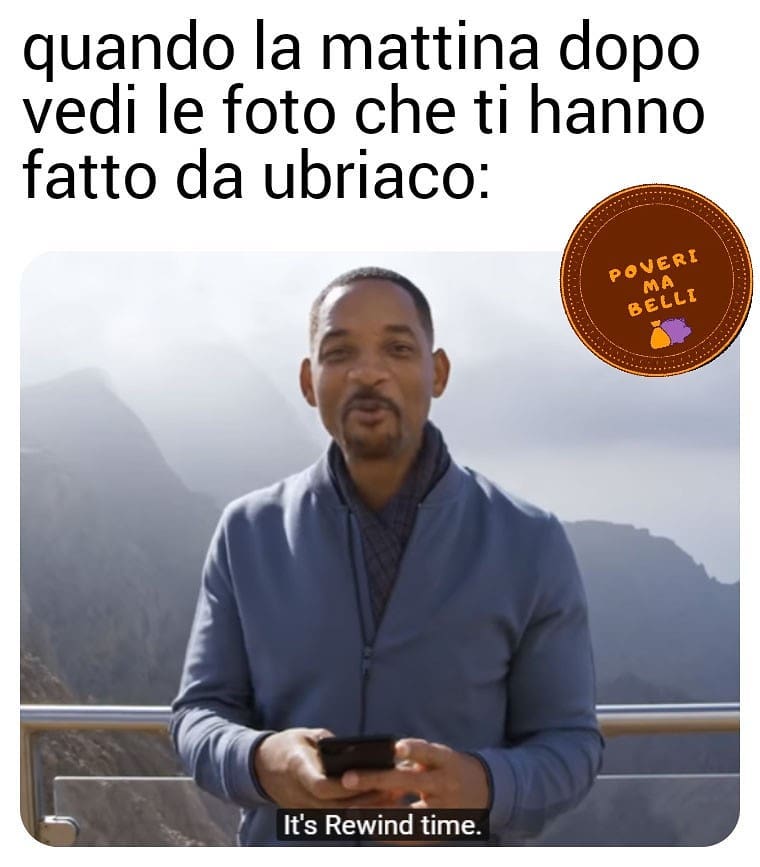 quando la mattina dopo
vedi le foto che ti hanno
fatto da ubriaco:
POVERI
MA
BELLI
It's Rewind time.